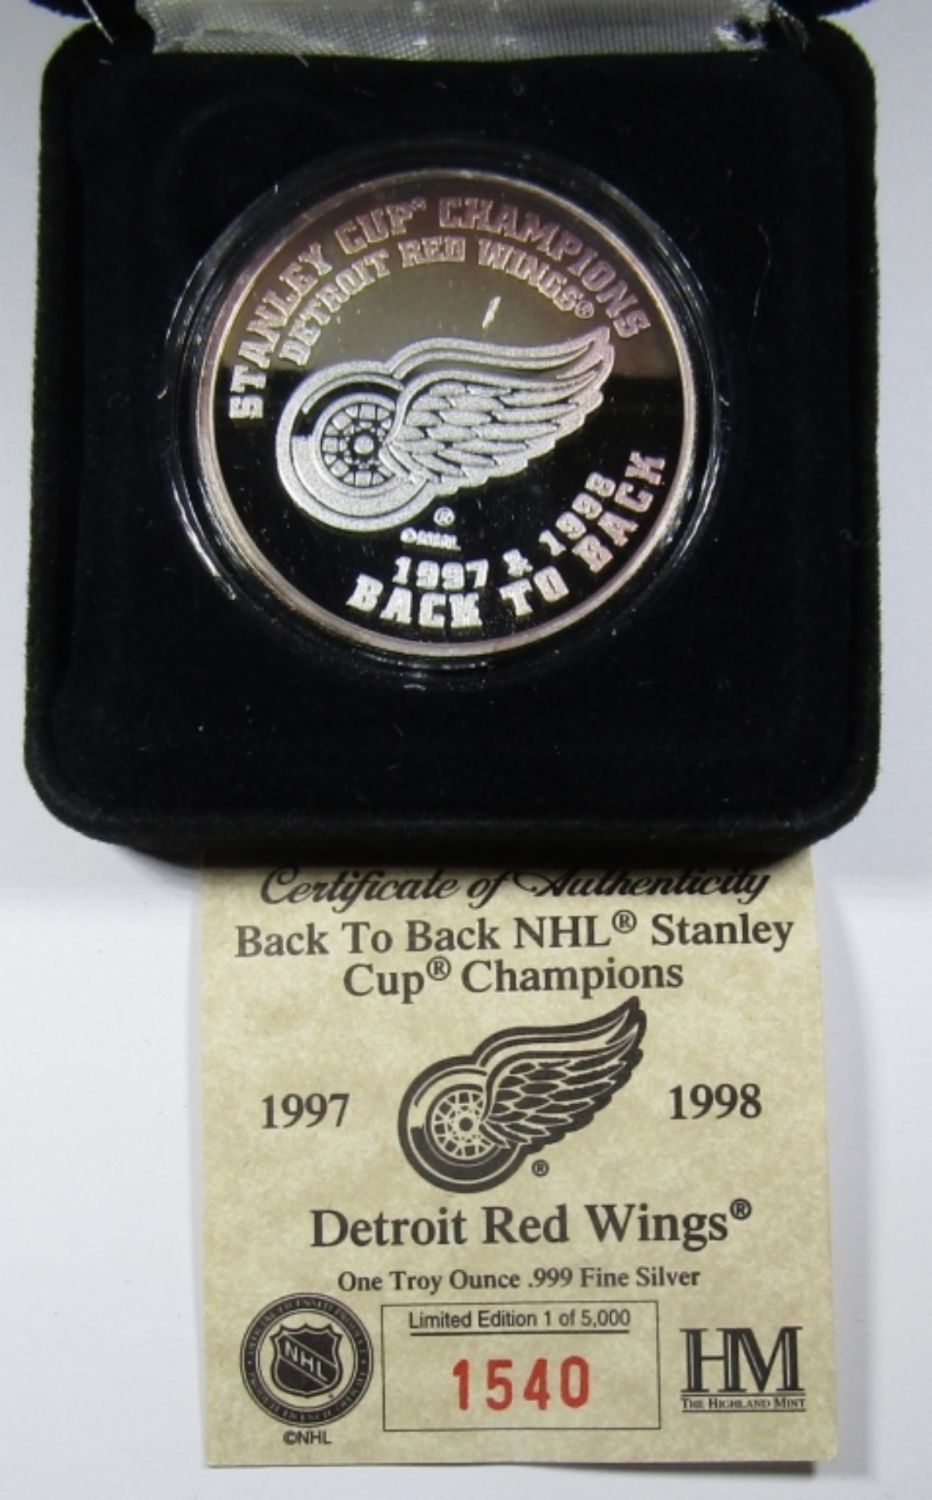 STANLEY CUP® CHAMPIONS
DETROIT RED WINGS®
®
©NHL
1997 & 1998
BACK TO BACK
Certificate of Authenticity
Back To Back NHL® Stanley
Cup® Champions
1997
1998
®
Detroit Red Wings®
One Troy Ounce .999 Fine Silver
Limited Edition 1 of 5,000
1540
NHL
©NHL
HM
THE HIGHLAND MINT